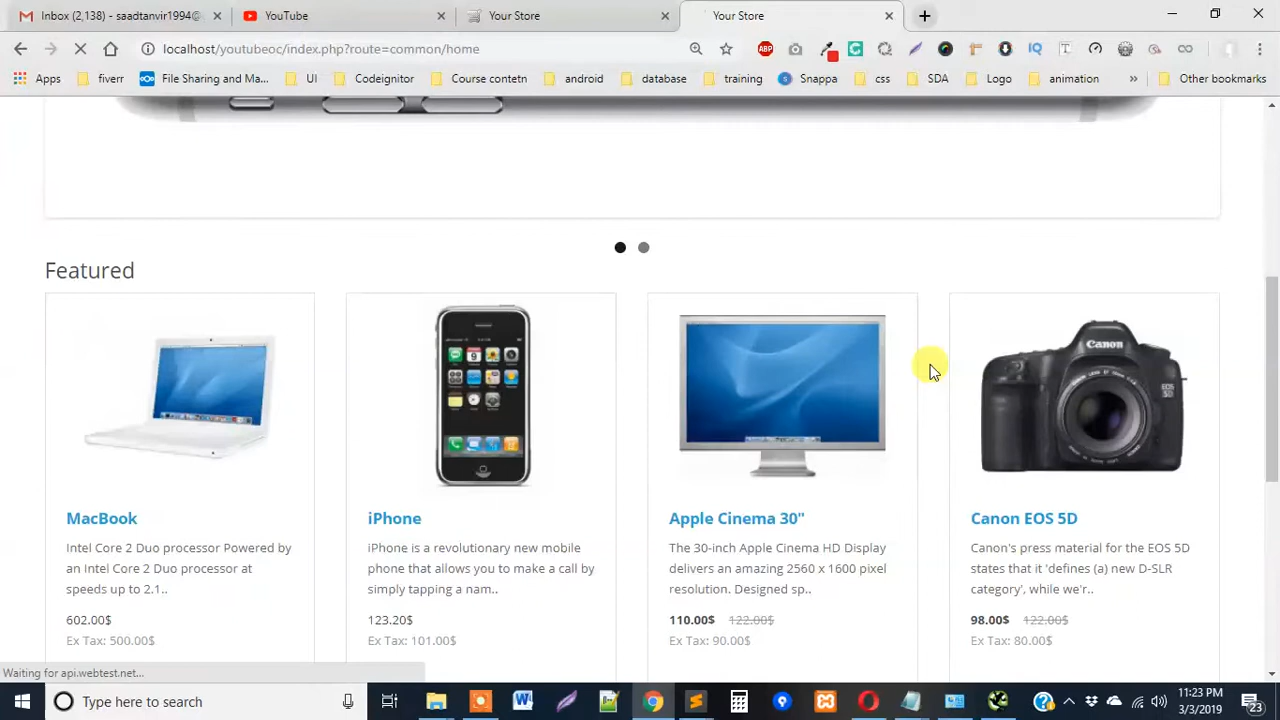 Inbox (2,138) - saadtanvir1994@
YouTube
Your Store
Your Store
localhost/youtubeoc/index.php?route=common/home
ABP
Apps
fiverr
File Sharing and Ma...
UI
Codeignitor
Course contetn
android
database
training
Snappa
css
SDA
Logo
animation
»
Other bookmarks
Featured
Canon
MacBook
iPhone
Apple Cinema 30"
Canon EOS 5D
Intel Core 2 Duo processor Powered by
an Intel Core 2 Duo processor at
speeds up to 2.1..
iPhone is a revolutionary new mobile
phone that allows you to make a call by
simply tapping a nam..
The 30-inch Apple Cinema HD Display
delivers an amazing 2560 x 1600 pixel
resolution. Designed sp..
Canon's press material for the EOS 5D
states that it 'defines (a) new D-SLR
category', while we'r..
602.00$
Ex Tax: 500.00$
123.20$
Ex Tax: 101.00$
110.00$ 122.00$
Ex Tax: 90.00$
98.00$ 122.00$
Ex Tax: 80.00$
Waiting for api.webtest.net...
Type here to search
11:23 PM
3/3/2019
23